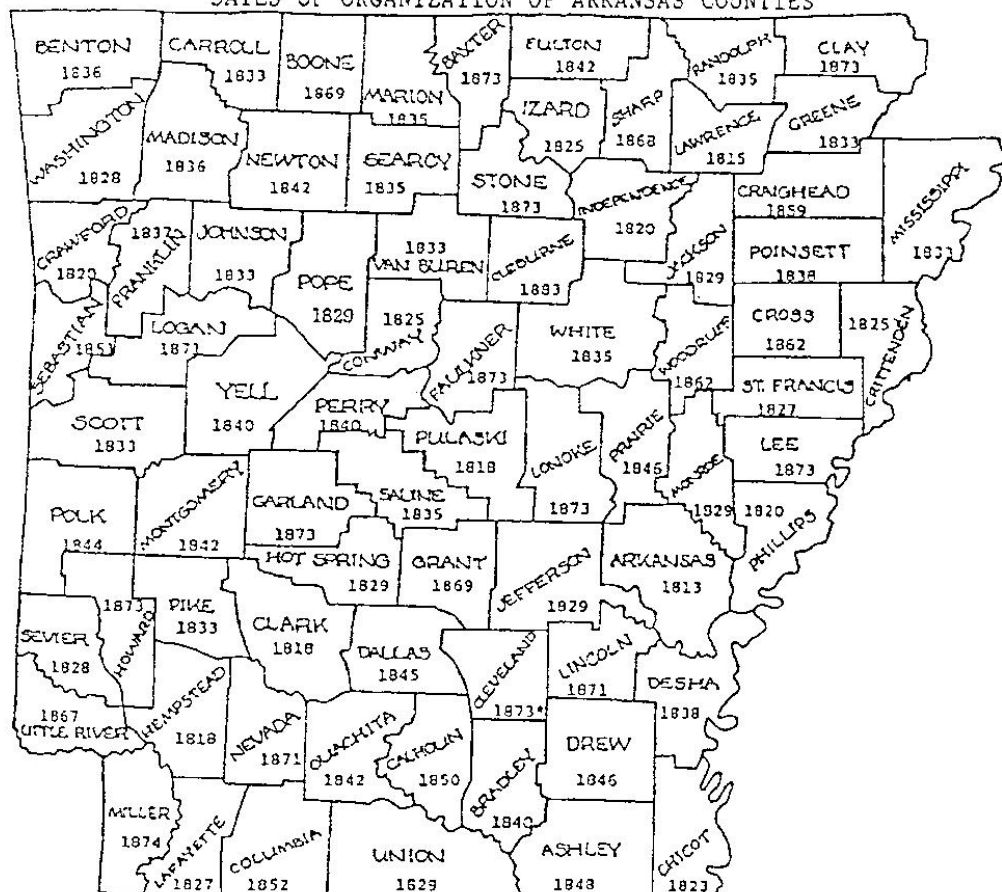 DATES OF ORGANIZATION OF ARKANSAS COUNTIES
BENTON
1836
CARROLL
1833
BOONE
1869
MARION
1835
BAXTER
1873
FULTON
1842
RANDOLPH
1835
CLAY
1873
WASHINGTON
1828
MADISON
1836
NEWTON
1842
SEARCY
1835
STONE
1873
IZARD
1825
SHARP
1868
LAWRENCE
1815
GREENE
1833
INDEPENDENCE
1820
JACKSON
1829
CRAIGHEAD
1859
MISSISSIPPI
1833
CRAWFORD
1820
1837
FRANKLIN
JOHNSON
1833
POPE
1829
1833
VAN BUREN
CLEBURNE
1883
POINSETT
1838
SEBASTIAN
1851
LOGAN
1871
1825
CONWAY
FAULKNER
1873
WHITE
1835
WOODRUFF
1862
CROSS
1862
1825
CRITTENDEN
ST. FRANCIS
1827
SCOTT
1833
YELL
1840
PERRY
1840
PULASKI
1818
LONOKE
1873
PRAIRIE
1846
MONROE
1829
LEE
1873
1820
PHILLIPS
POLK
1844
MONTGOMERY
1842
GARLAND
1873
SALINE
1835
HOT SPRING
1829
GRANT
1869
JEFFERSON
1829
ARKANSAS
1813
SEVIER
1828
1873
HOWARD
PIKE
1833
CLARK
1818
DALLAS
1845
CLEVELAND
1873*
LINCOLN
1871
DESHA
1838
1867
LITTLE RIVER
HEMPSTEAD
1818
NEVADA
1871
OUACHITA
1842
CALHOUN
1850
BRADLEY
1840
DREW
1846
MILLER
1874
LAFAYETTE
1827
COLUMBIA
1852
UNION
1829
ASHLEY
1848
CHICOT
1823